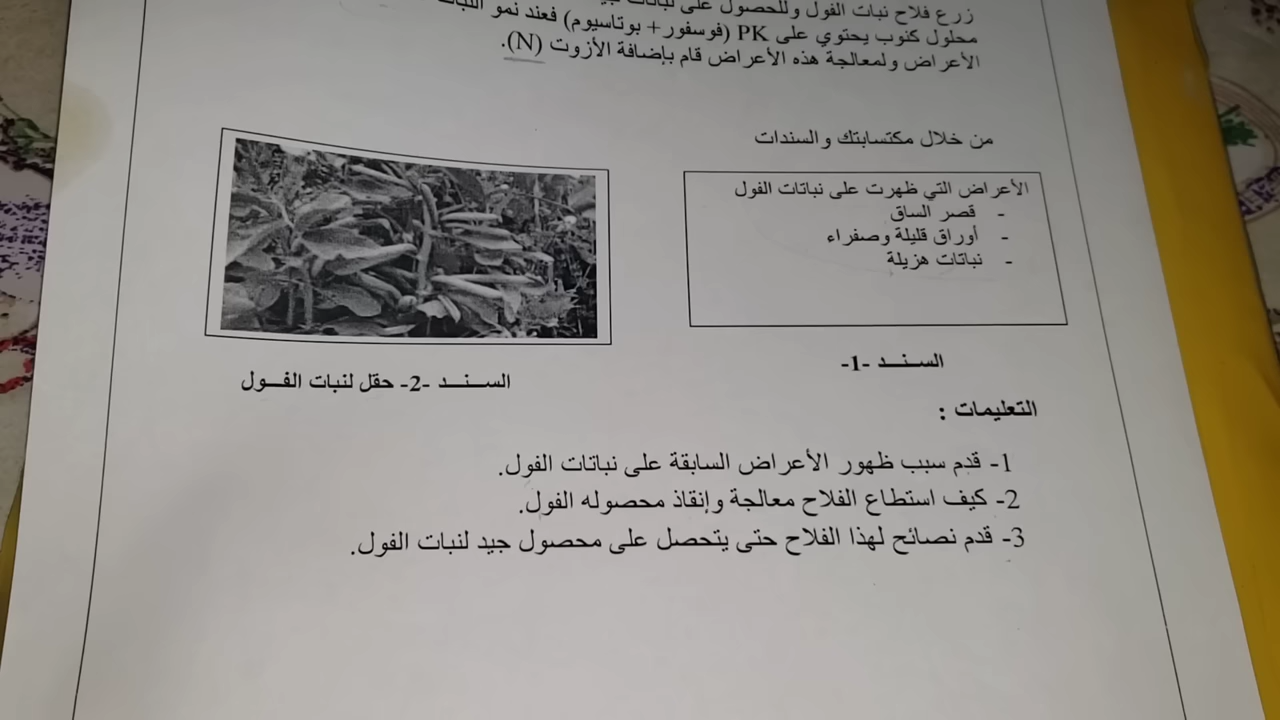 زرع فلاح نبات الفول وللحصول على نباتات
محلول كنوب يحتوي على PK (فوسفور+ بوتاسيوم) فعند نمو
الأعراض ولمعالجة هذه الأعراض قام بإضافة الأزوت (N).
من خلال مكتسباتك والسندات
الأعراض التي ظهرت على نباتات الفول
- قصر الساق
- أوراق قليلة وصفراء
- نباتات هزيلة
السند -1-
السند -2- حقل لنبات الفول
التعليمات :
1- قدم سبب ظهور الأعراض السابقة على نباتات الفول.
2- كيف استطاع الفلاح معالجة وإنقاذ محصوله الفول.
3- قدم نصائح لهذا الفلاح حتى يتحصل على محصول جيد لنبات الفول.